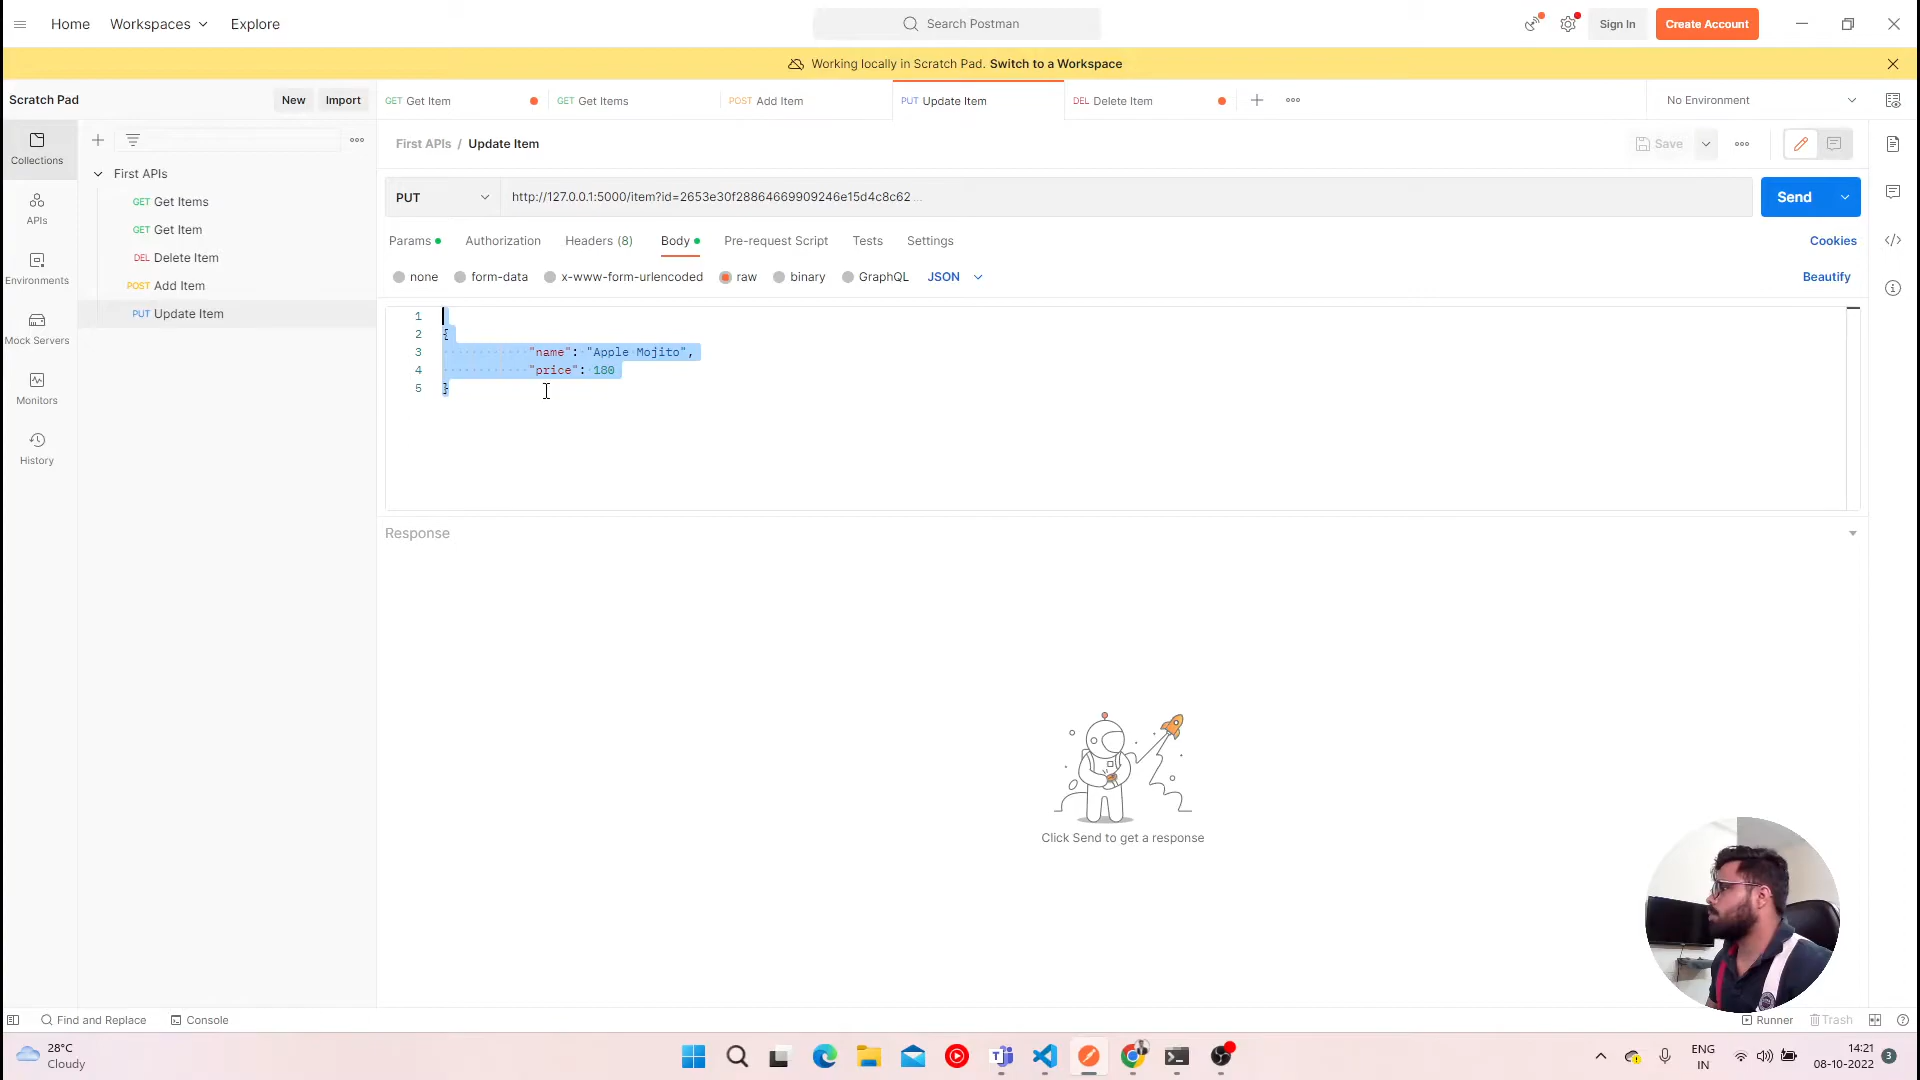 Home Workspaces Explore Search Postman Sign In Create Account
Working locally in Scratch Pad. Switch to a Workspace
Scratch Pad New Import GET Get Item GET Get Items POST Add Item PUT Update Item DEL Delete Item No Environment
Collections
APIs
Environments
Mock Servers
Monitors
History
First APIs
GET Get Items
GET Get Item
DEL Delete Item
POST Add Item
PUT Update Item
First APIs / Update Item Save
PUT http://127.0.0.1:5000/item?id=2653e30f28864669909246e15d4c8c62... Send
Params Authorization Headers (8) Body Pre-request Script Tests Settings Cookies
none form-data x-www-form-urlencoded raw binary GraphQL JSON Beautify
1
2 {
3 "name": "Apple Mojito",
4 "price": 180
5 }
Response
Click Send to get a response
Find and Replace Console Runner Trash
28°C
Cloudy
ENG
IN
14:21
08-10-2022
3